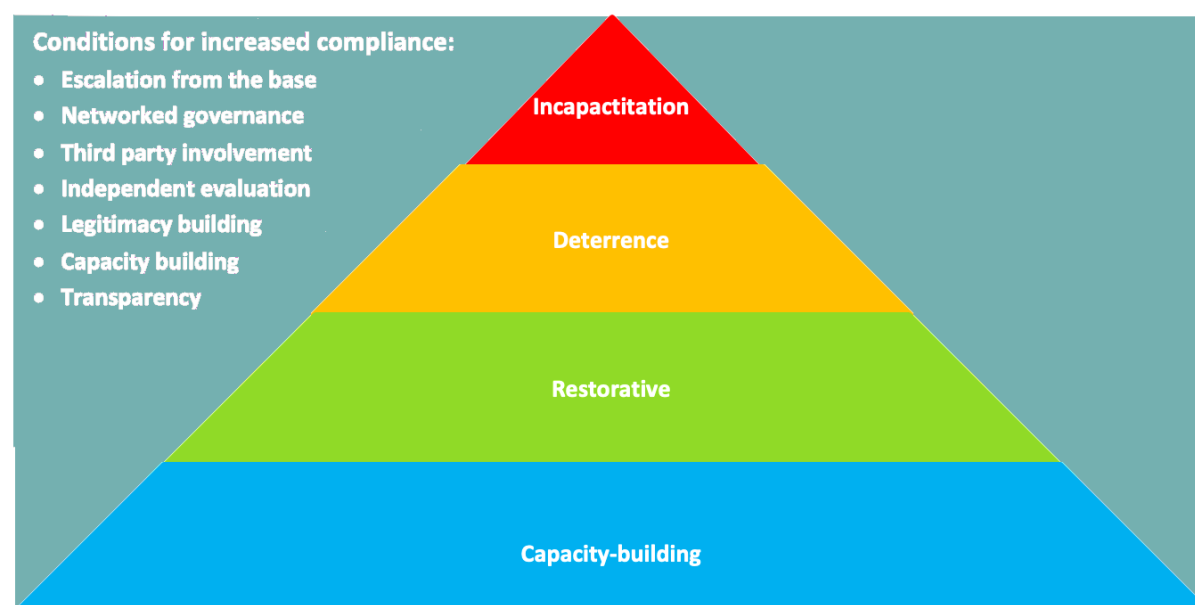 Conditions for increased compliance:
• Escalation from the base
• Networked governance
• Third party involvement
• Independent evaluation
• Legitimacy building
• Capacity building
• Transparency
Incapactitation
Deterrence
Restorative
Capacity-building